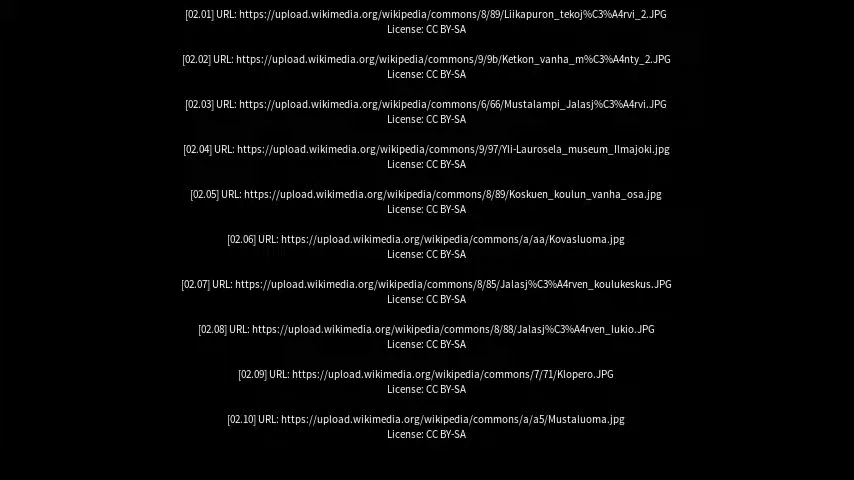 [02.01] URL: https://upload.wikimedia.org/wikipedia/commons/8/89/Liikapuron_tekoj%C3%A4rvi_2.JPG
License: CC BY-SA
[02.02] URL: https://upload.wikimedia.org/wikipedia/commons/9/9b/Ketkon_vanha_m%C3%A4nty_2.JPG
License: CC BY-SA
[02.03] URL: https://upload.wikimedia.org/wikipedia/commons/6/66/Mustalampi_Jalasj%C3%A4rvi.JPG
License: CC BY-SA
[02.04] URL: https://upload.wikimedia.org/wikipedia/commons/9/97/Yli-Laurosela_museum_Ilmajoki.jpg
License: CC BY-SA
[02.05] URL: https://upload.wikimedia.org/wikipedia/commons/8/89/Koskuen_koulun_vanha_osa.jpg
License: CC BY-SA
[02.06] URL: https://upload.wikimedia.org/wikipedia/commons/a/aa/Kovasluoma.jpg
License: CC BY-SA
[02.07] URL: https://upload.wikimedia.org/wikipedia/commons/8/85/Jalasj%C3%A4rven_koulukeskus.JPG
License: CC BY-SA
[02.08] URL: https://upload.wikimedia.org/wikipedia/commons/8/88/Jalasj%C3%A4rven_lukio.JPG
License: CC BY-SA
[02.09] URL: https://upload.wikimedia.org/wikipedia/commons/7/71/Klopero.JPG
License: CC BY-SA
[02.10] URL: https://upload.wikimedia.org/wikipedia/commons/a/a5/Mustaluoma.jpg
License: CC BY-SA